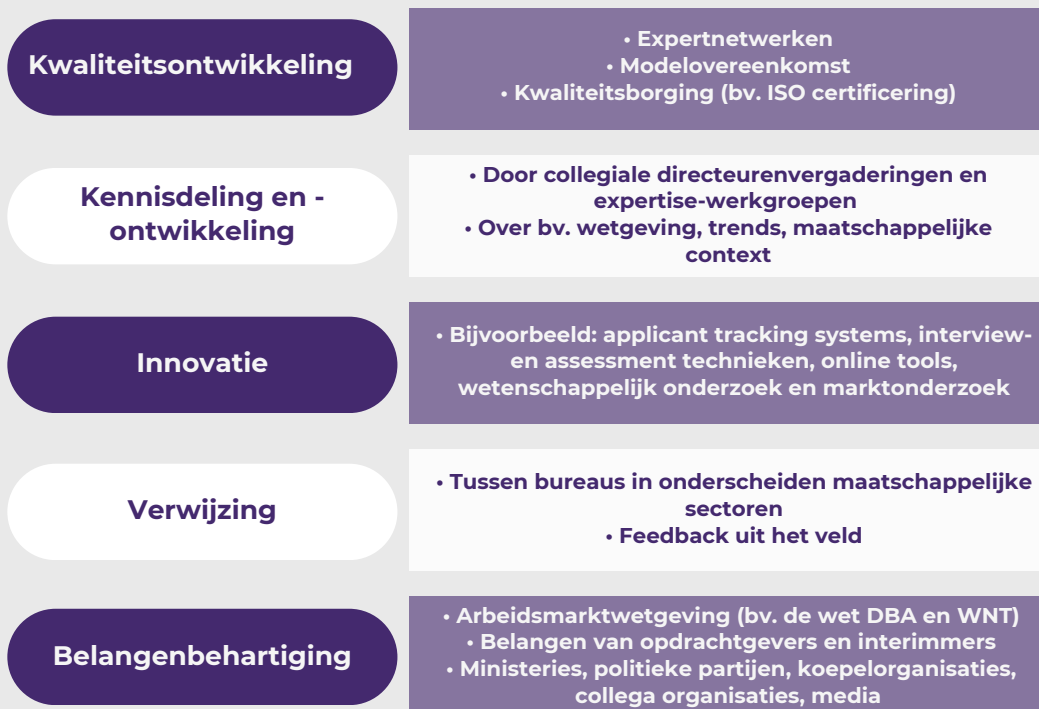 Kwaliteitsontwikkeling
• Expertnetwerken
• Modelovereenkomst
• Kwaliteitsborging (bv. ISO certificering)
Kennisdeling en -
ontwikkeling
• Door collegiale directeurenvergaderingen en
expertise-werkgroepen
• Over bv. wetgeving, trends, maatschappelijke
context
Innovatie
• Bijvoorbeeld: applicant tracking systems, interview-
en assessment technieken, online tools,
wetenschappelijk onderzoek en marktonderzoek
Verwijzing
• Tussen bureaus in onderscheiden maatschappelijke
sectoren
• Feedback uit het veld
Belangenbehartiging
• Arbeidsmarktwetgeving (bv. de wet DBA en WNT)
• Belangen van opdrachtgevers en interimmers
• Ministeries, politieke partijen, koepelorganisaties,
collega organisaties, media